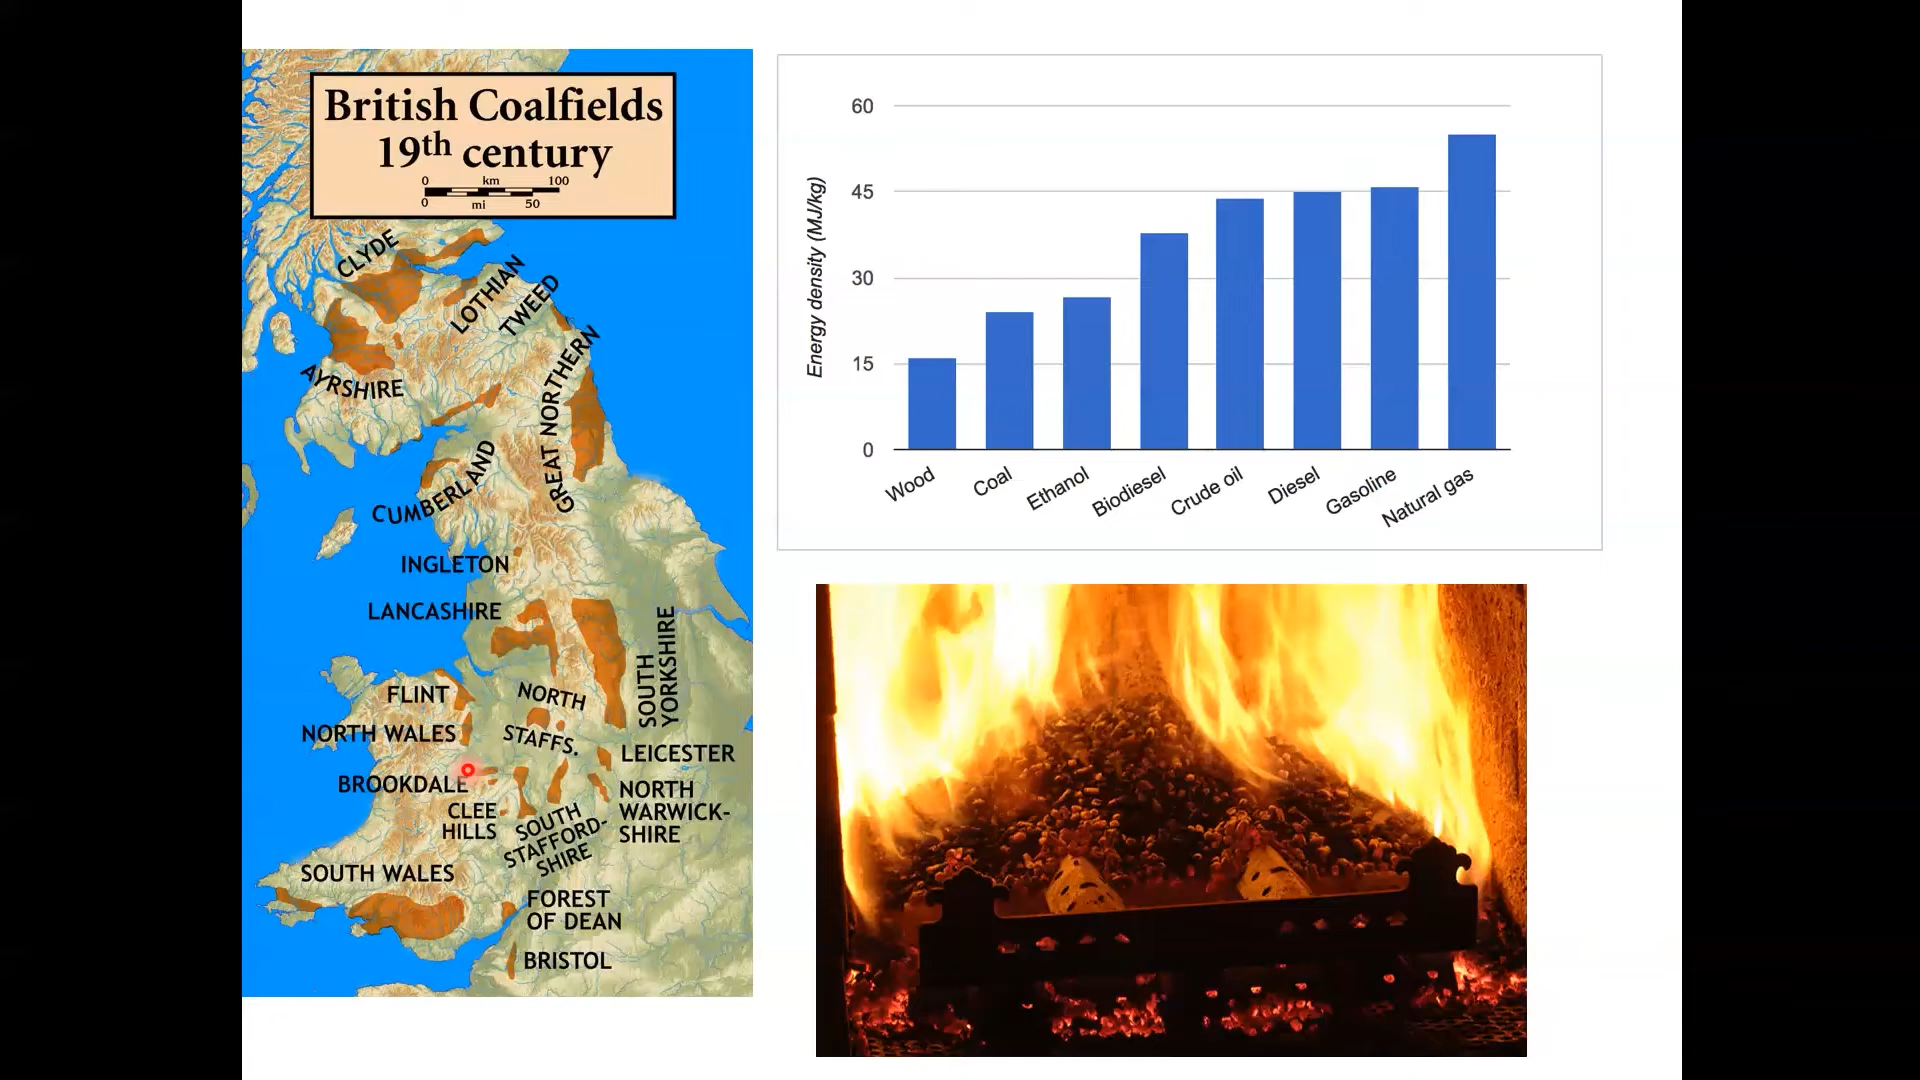 British Coalfields
19th century
0 km 100
0 mi 50
CLYDE
LOTHIAN
TWEED
GREAT NORTHERN
AYRSHIRE
CUMBERLAND
INGLETON
LANCASHIRE
SOUTH
YORKSHIRE
FLINT
NORTH
STAFFS.
NORTH WALES
LEICESTER
BROOKDALE
NORTH
WARWICK-
SHIRE
CLEE
HILLS
SOUTH
STAFFORD-
SHIRE
SOUTH WALES
FOREST
OF DEAN
BRISTOL
Energy density (MJ/kg)
60
45
30
15
0
Wood
Coal
Ethanol
Biodiesel
Crude oil
Diesel
Gasoline
Natural gas